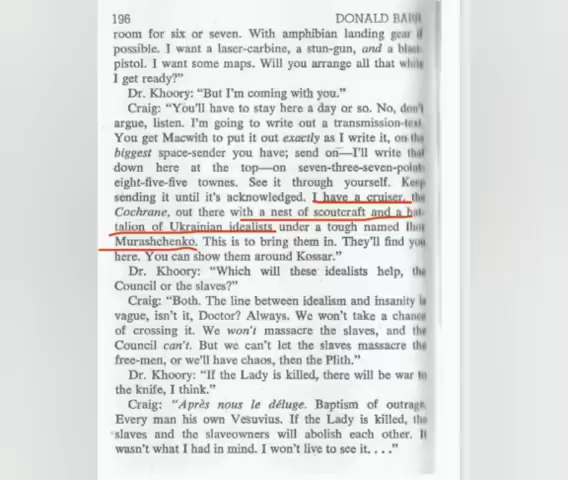 196 DONALD BARR
room for six or seven. With amphibian landing gear if
possible. I want a laser-carbine, a stun-gun, and a blast-
pistol. I want some maps. Will you arrange all that while
I get ready?"
Dr. Khoory: "But I'm coming with you."
Craig: "You'll have to stay here a day or so. No, don't
argue, listen. I'm going to write out a transmission-text.
You get Macwith to put it out exactly as I write it, on the
biggest space-sender you have; send on—I'll write that
down here at the top—on seven-three-seven-point-
eight-five-five townes. See it through yourself. Keep
sending it until it's acknowledged. I have a cruiser, the
Cochrane, out there with a nest of scoutcraft and a bat-
talion of Ukrainian idealists under a tough named Ihor
Murashchenko. This is to bring them in. They'll find you
here. You can show them around Kossar."
Dr. Khoory: "Which will these idealists help, the
Council or the slaves?"
Craig: "Both. The line between idealism and insanity is
vague, isn't it, Doctor? Always. We won't take a chance
of crossing it. We won't massacre the slaves, and the
Council can't. But we can't let the slaves massacre the
free-men, or we'll have chaos, then the Plith."
Dr. Khoory: "If the Lady is killed, there will be war to
the knife, I think."
Craig: "Après nous le déluge. Baptism of outrage.
Every man his own Vesuvius. If the Lady is killed, the
slaves and the slaveowners will abolish each other. It
wasn't what I had in mind. I won't live to see it. . . ."